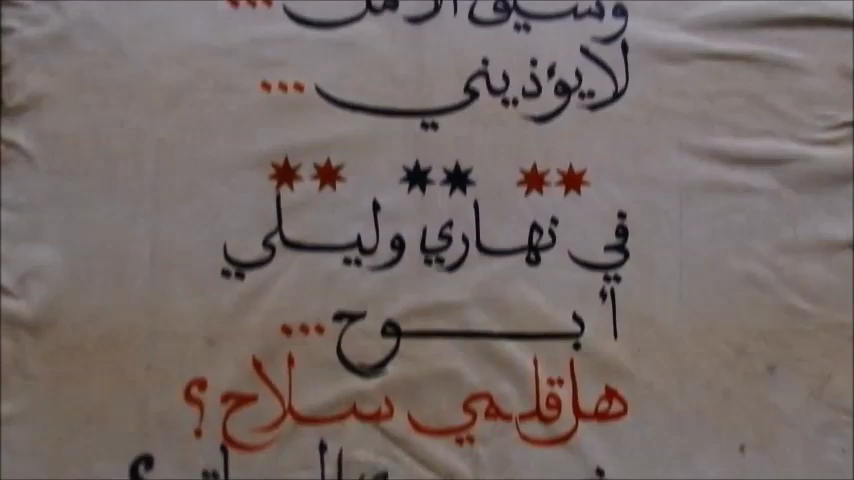 لا يؤذيني ...
في نهاري وليلي
أبوح ...
هل قلمي سلاح ؟